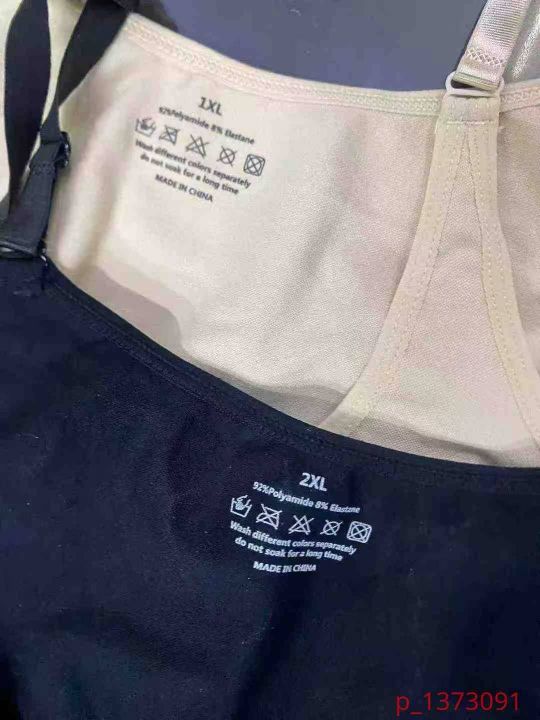 1XL
92%Polyamide 8% Elastane
Wash different colors separately
do not soak for a long time
MADE IN CHINA
2XL
92%Polyamide 8% Elastane
Wash different colors separately
do not soak for a long time
MADE IN CHINA
p_1373091